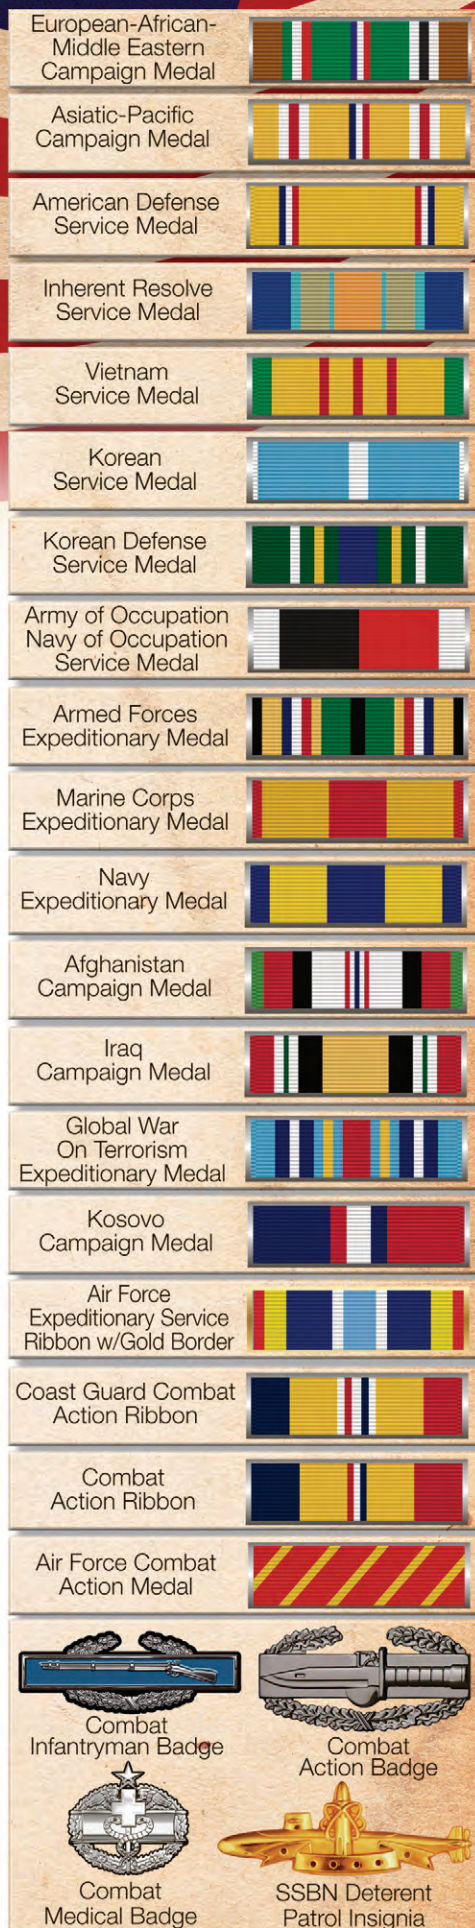 European-African-
Middle Eastern
Campaign Medal
Asiatic-Pacific
Campaign Medal
American Defense
Service Medal
Inherent Resolve
Service Medal
Vietnam
Service Medal
Korean
Service Medal
Korean Defense
Service Medal
Army of Occupation
Navy of Occupation
Service Medal
Armed Forces
Expeditionary Medal
Marine Corps
Expeditionary Medal
Navy
Expeditionary Medal
Afghanistan
Campaign Medal
Iraq
Campaign Medal
Global War
On Terrorism
Expeditionary Medal
Kosovo
Campaign Medal
Air Force
Expeditionary Service
Ribbon w/Gold Border
Coast Guard Combat
Action Ribbon
Combat
Action Ribbon
Air Force Combat
Action Medal
Combat
Infantryman Badge
Combat
Action Badge
Combat
Medical Badge
SSBN Deterent
Patrol Insignia